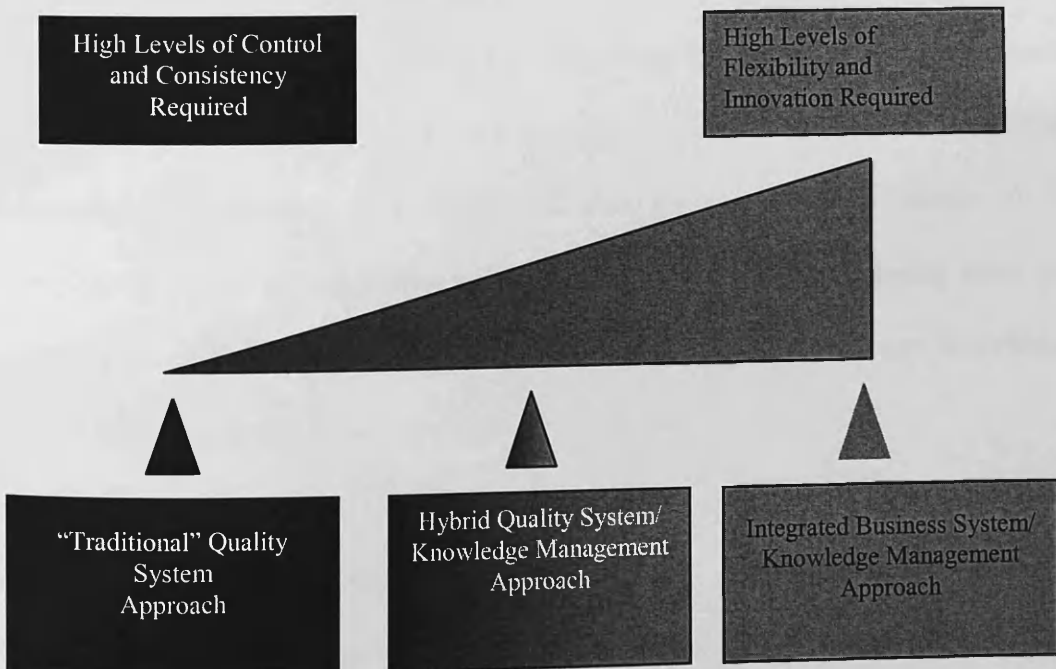 High Levels of Control
and Consistency
Required
High Levels of
Flexibility and
Innovation Required
“Traditional” Quality
System
Approach
Hybrid Quality System/
Knowledge Management
Approach
Integrated Business System/
Knowledge Management
Approach